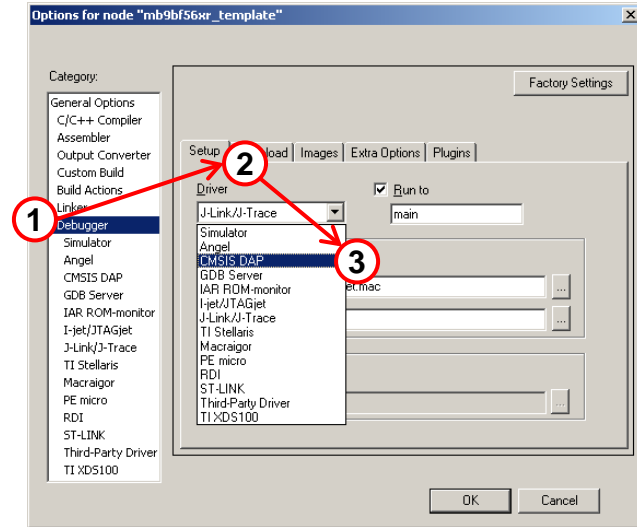 Options for node "mb9bf56xr_template"
Category:
Factory Settings
General Options
C/C++ Compiler
Assembler
Output Converter
Custom Build
Build Actions
Linker
Debugger
Simulator
Angel
CMSIS DAP
GDB Server
IAR ROM-monitor
I-jet/JTAGjet
J-Link/J-Trace
TI Stellaris
Macraigor
PE micro
RDI
ST-LINK
Third-Party Driver
TI XDS100
1
Setup
2
Images
Extra Options
Plugins
Driver
Run to
J-Link/J-Trace
main
Simulator
Angel
CMSIS DAP
GDB Server
IAR ROM-monitor
I-jet/JTAGjet
J-Link/J-Trace
TI Stellaris
Macraigor
PE micro
RDI
ST-LINK
Third-Party Driver
TI XDS100
3
...
...
...
OK
Cancel